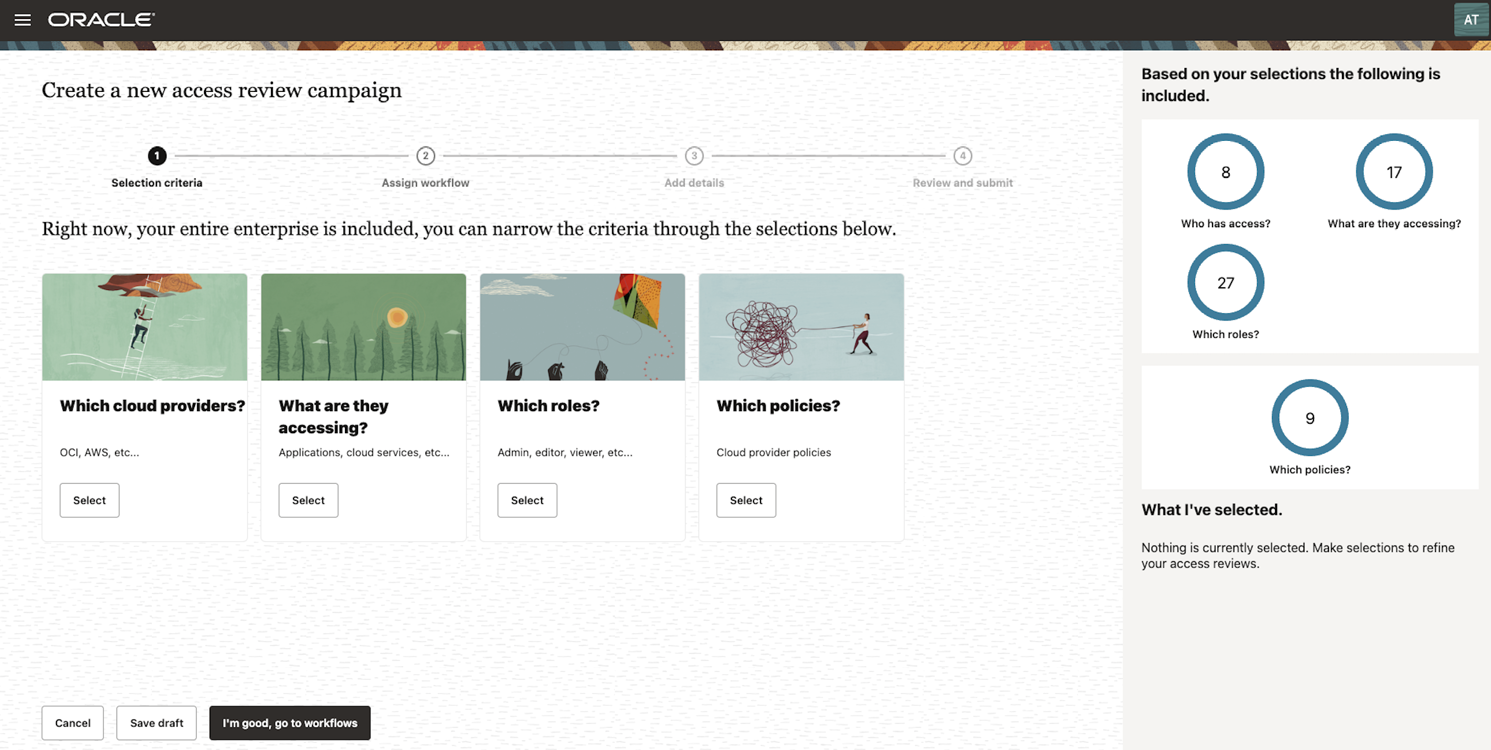 ORACLE
AT
Create a new access review campaign
1
2
3
4
Selection criteria
Assign workflow
Add details
Review and submit
Right now, your entire enterprise is included, you can narrow the criteria through the selections below.
Which cloud providers?
OCI, AWS, etc...
Select
What are they
accessing?
Applications, cloud services, etc...
Select
Which roles?
Admin, editor, viewer, etc...
Select
Which policies?
Cloud provider policies
Select
Cancel
Save draft
I'm good, go to workflows
Based on your selections the following is
included.
8
Who has access?
17
What are they accessing?
27
Which roles?
9
Which policies?
What I've selected.
Nothing is currently selected. Make selections to refine
your access reviews.